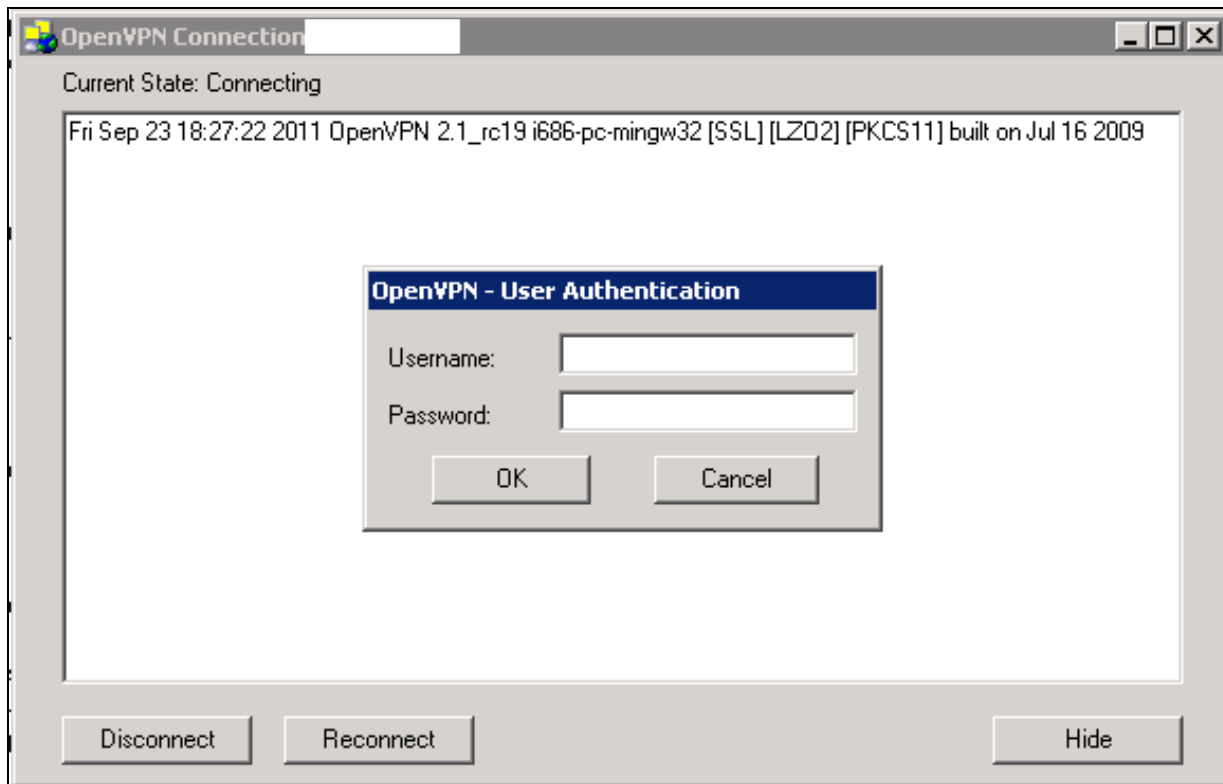 OpenVPN Connection
Current State: Connecting
Fri Sep 23 18:27:22 2011 OpenVPN 2.1_rc19 i686-pc-mingw32 [SSL] [LZO2] [PKCS11] built on Jul 16 2009
OpenVPN - User Authentication
Username:
Password:
OK Cancel
Disconnect Reconnect Hide